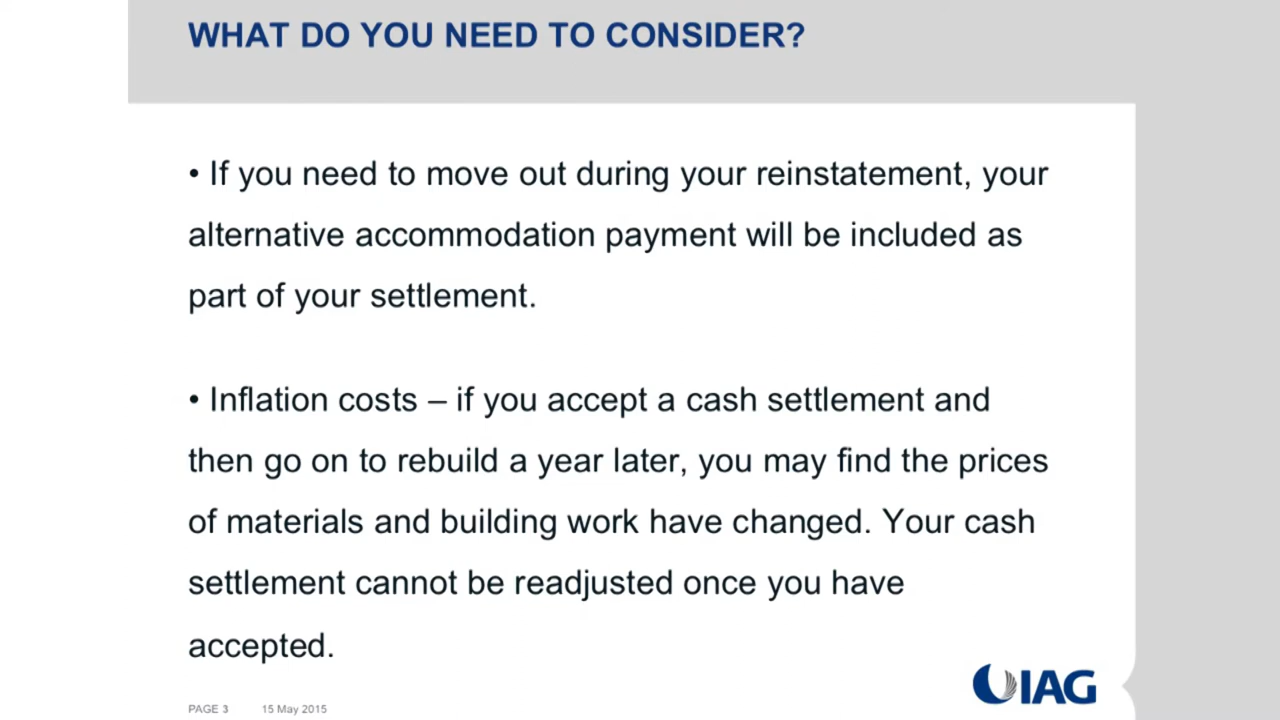 WHAT DO YOU NEED TO CONSIDER?
• If you need to move out during your reinstatement, your
alternative accommodation payment will be included as
part of your settlement.
• Inflation costs – if you accept a cash settlement and
then go on to rebuild a year later, you may find the prices
of materials and building work have changed. Your cash
settlement cannot be readjusted once you have
accepted.
IAG
PAGE 3 15 May 2015